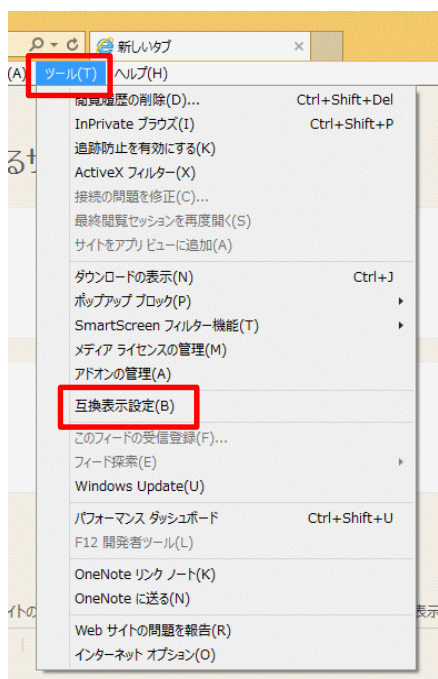 新しいタブ
(A) ツール(T) ヘルプ(H)
閲覧履歴の削除(D)... Ctrl+Shift+Del
InPrivate ブラウズ(I) Ctrl+Shift+P
追跡防止を有効にする(K)
ActiveX フィルター(X)
接続の問題を修正(C)...
最終閲覧セッションを再度開く(S)
サイトをアプリ ビューに追加(A)
ダウンロードの表示(N) Ctrl+J
ポップアップ ブロック(P)
SmartScreen フィルター機能(T)
メディア ライセンスの管理(M)
アドオンの管理(A)
互換表示設定(B)
このフィードの受信登録(F)...
フィード探索(E)
Windows Update(U)
パフォーマンス ダッシュボード Ctrl+Shift+U
F12 開発者ツール(L)
OneNote リンク ノート(K)
OneNote に送る(N)
イトの
表示
Web サイトの問題を報告(R)
インターネット オプション(O)